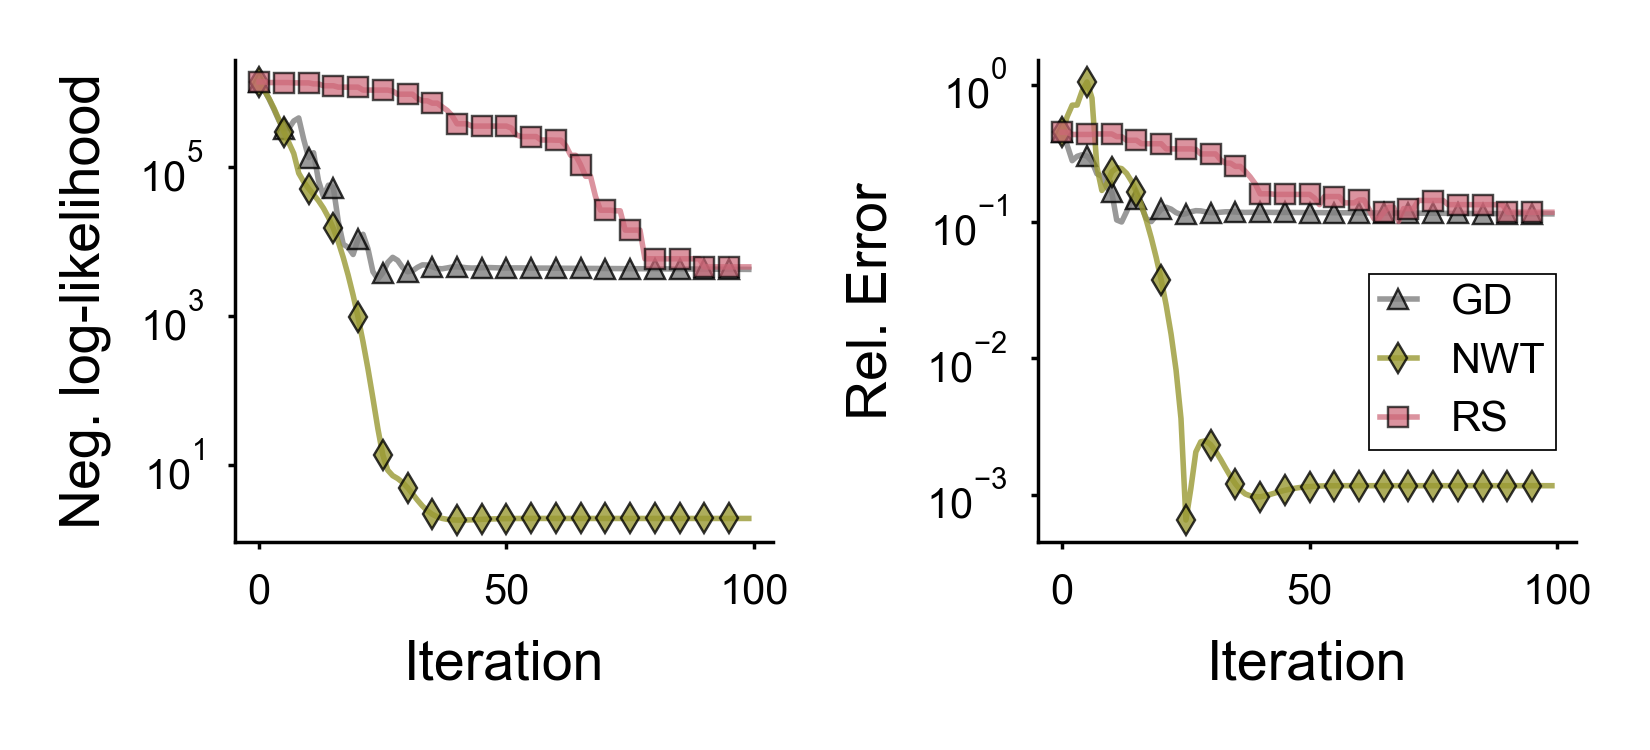 Neg. log-likelihood
10^5
10^3
10^1
0 50 100
Iteration
Rel. Error
10^0
10^−1
10^−2
10^−3
0 50 100
Iteration
GD
NWT
RS